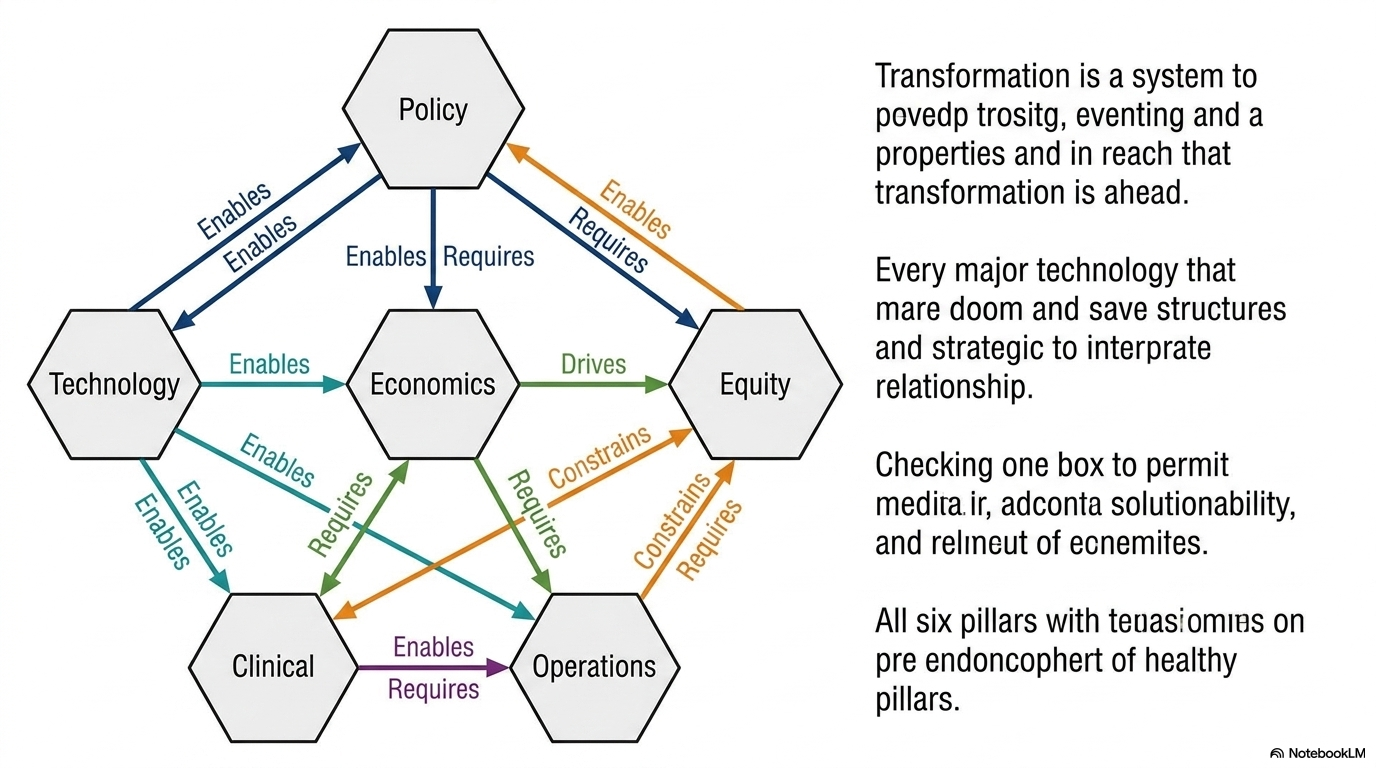 Policy
Enables
Enables
Enables
Requires
Enables
Requires
Technology
Enables
Economics
Drives
Equity
Enables
Enables
Enables
Requires
Requires
Constrains
Constrains
Requires
Clinical
Enables
Requires
Operations
Transformation is a system to
povedp trositg, eventing and a
properties and in reach that
transformation is ahead.
Every major technology that
mare doom and save structures
and strategic to interprate
relationship.
Checking one box to permit
adconta solutionability,
and of
All six pillars with on
pre endoncophert of healthy
pillars.
NotebookLM